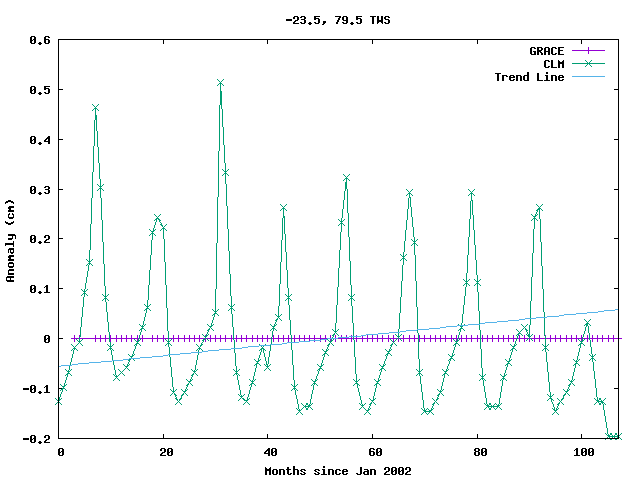 -23.5, 79.5 TWS
GRACE
CLM
Trend Line
0.6
0.5
0.4
0.3
0.2
0.1
0
-0.1
-0.2
Anomaly (cm)
0 20 40 60 80 100
Months since Jan 2002